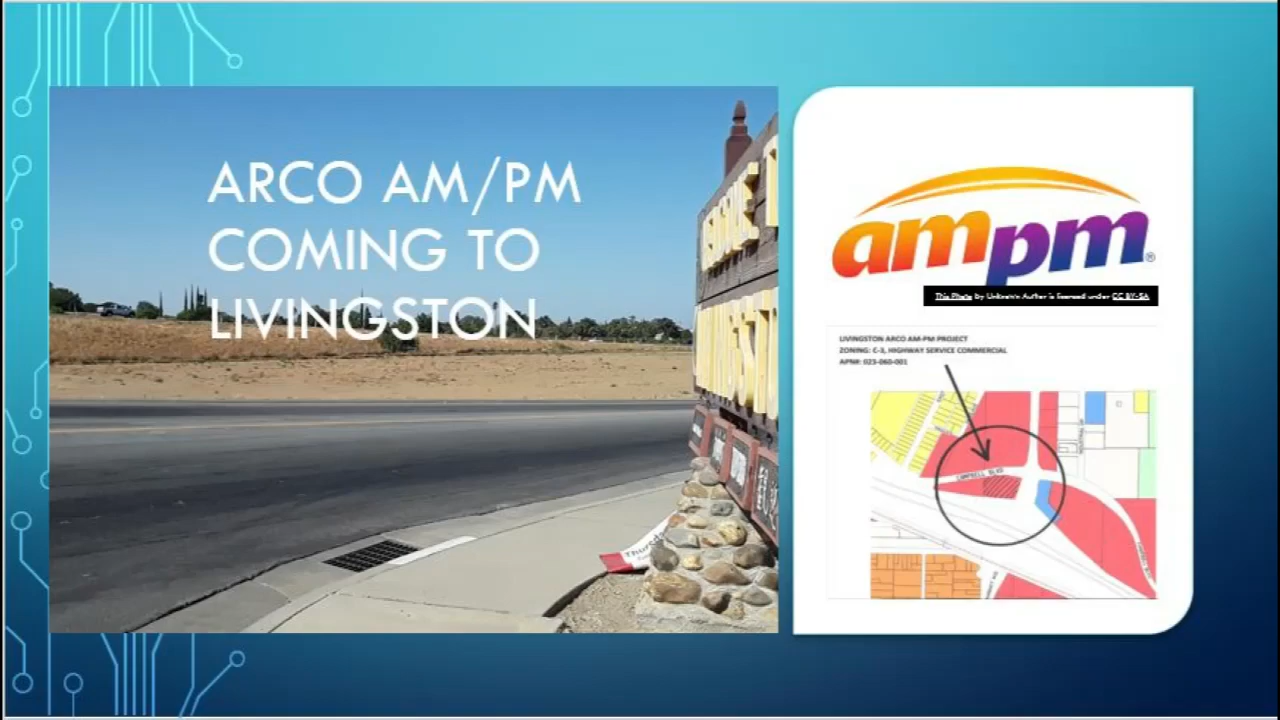 ARCO AM/PM
COMING TO
LIVINGSTON
ampm®
This Photo by Unknown Author is licensed under CC BY-SA
LIVINGSTON ARCO AM-PM PROJECT
ZONING: C-3, HIGHWAY SERVICE COMMERCIAL
APN#: 023-060-001
CAMPBELL BLVD
Thursday